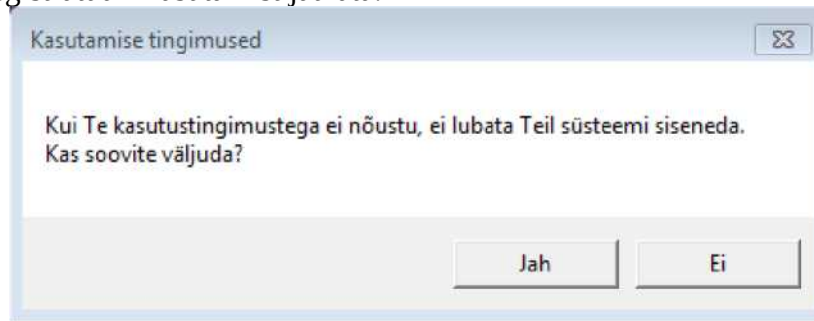 Kasutamise tingimused
Kui Te kasutustingimustega ei nõustu, ei lubata Teil süsteemi siseneda.
Kas soovite väljuda?
Jah
Ei